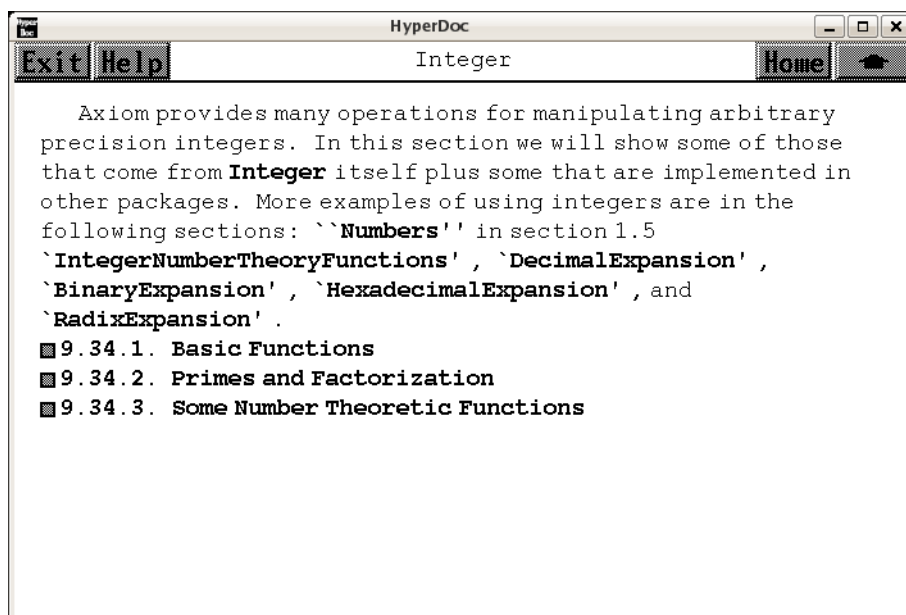 Hyper Doc
HyperDoc
Exit Help Integer Home
Axiom provides many operations for manipulating arbitrary
precision integers. In this section we will show some of those
that come from Integer itself plus some that are implemented in
other packages. More examples of using integers are in the
following sections: ``Numbers'' in section 1.5
`IntegerNumberTheoryFunctions' , `DecimalExpansion' ,
`BinaryExpansion' , `HexadecimalExpansion' , and
`RadixExpansion' .
9.34.1. Basic Functions
9.34.2. Primes and Factorization
9.34.3. Some Number Theoretic Functions